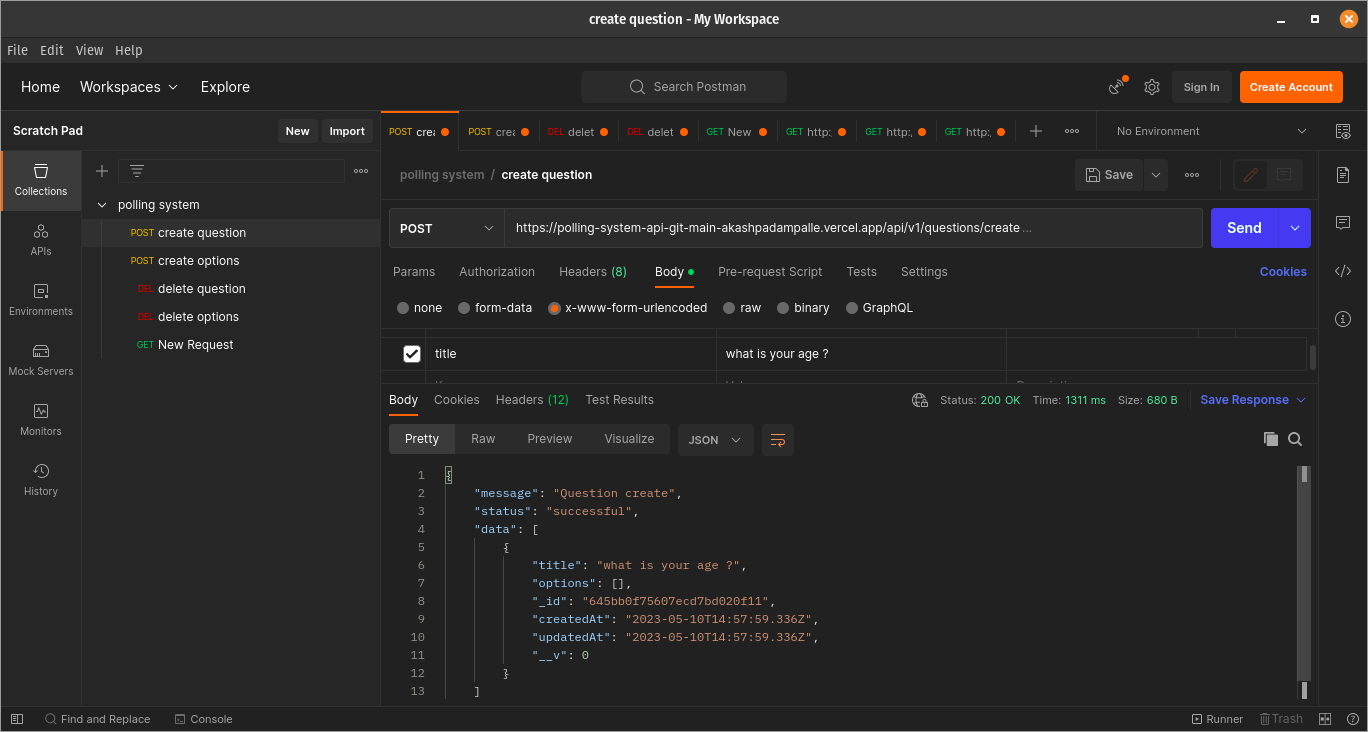 create question - My Workspace
File Edit View Help
Home Workspaces Explore
Search Postman
Sign In Create Account
Scratch Pad New Import
POST crea POST crea DEL delet DEL delet GET New GET http:, GET http:, GET http:,
No Environment
Collections
APIs
Environments
Mock Servers
Monitors
History
polling system
POST create question
POST create options
DEL delete question
DEL delete options
GET New Request
polling system / create question
Save
POST https://polling-system-api-git-main-akashpadampalle.vercel.app/api/v1/questions/create ...
Send
Params Authorization Headers (8) Body Pre-request Script Tests Settings Cookies
none form-data x-www-form-urlencoded raw binary GraphQL
title what is your age ?
Body Cookies Headers (12) Test Results
Status: 200 OK Time: 1311 ms Size: 680 B Save Response
Pretty Raw Preview Visualize JSON
1 {
2 "message": "Question create",
3 "status": "successful",
4 "data": [
5 {
6 "title": "what is your age ?",
7 "options": [],
8 "_id": "645bb0f75607ecd7bd020f11",
9 "createdAt": "2023-05-10T14:57:59.336Z",
10 "updatedAt": "2023-05-10T14:57:59.336Z",
11 "__v": 0
12 }
13 ]
Find and Replace Console
Runner Trash